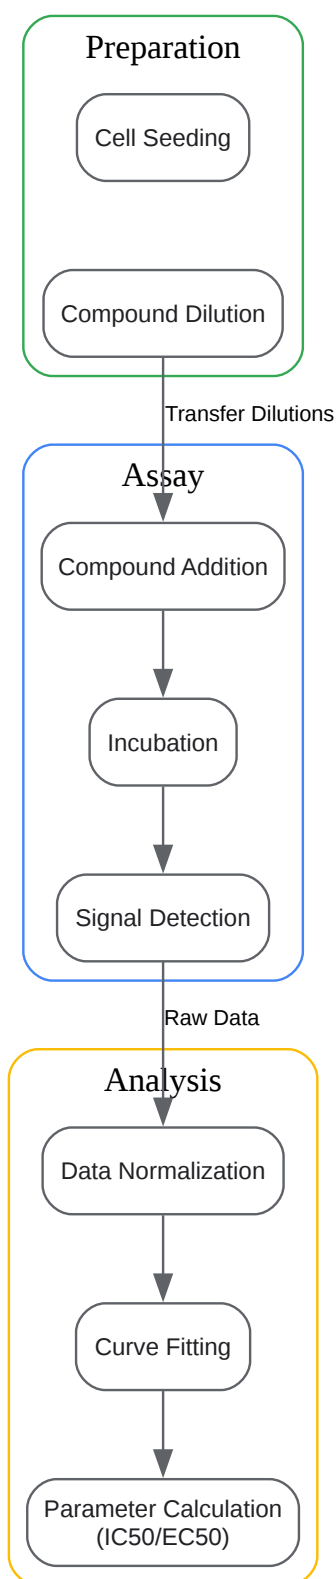 Preparation
Cell Seeding
Compound Dilution
Transfer Dilutions
Assay
Compound Addition
Incubation
Signal Detection
Raw Data
Analysis
Data Normalization
Curve Fitting
Parameter Calculation
(IC50/EC50)